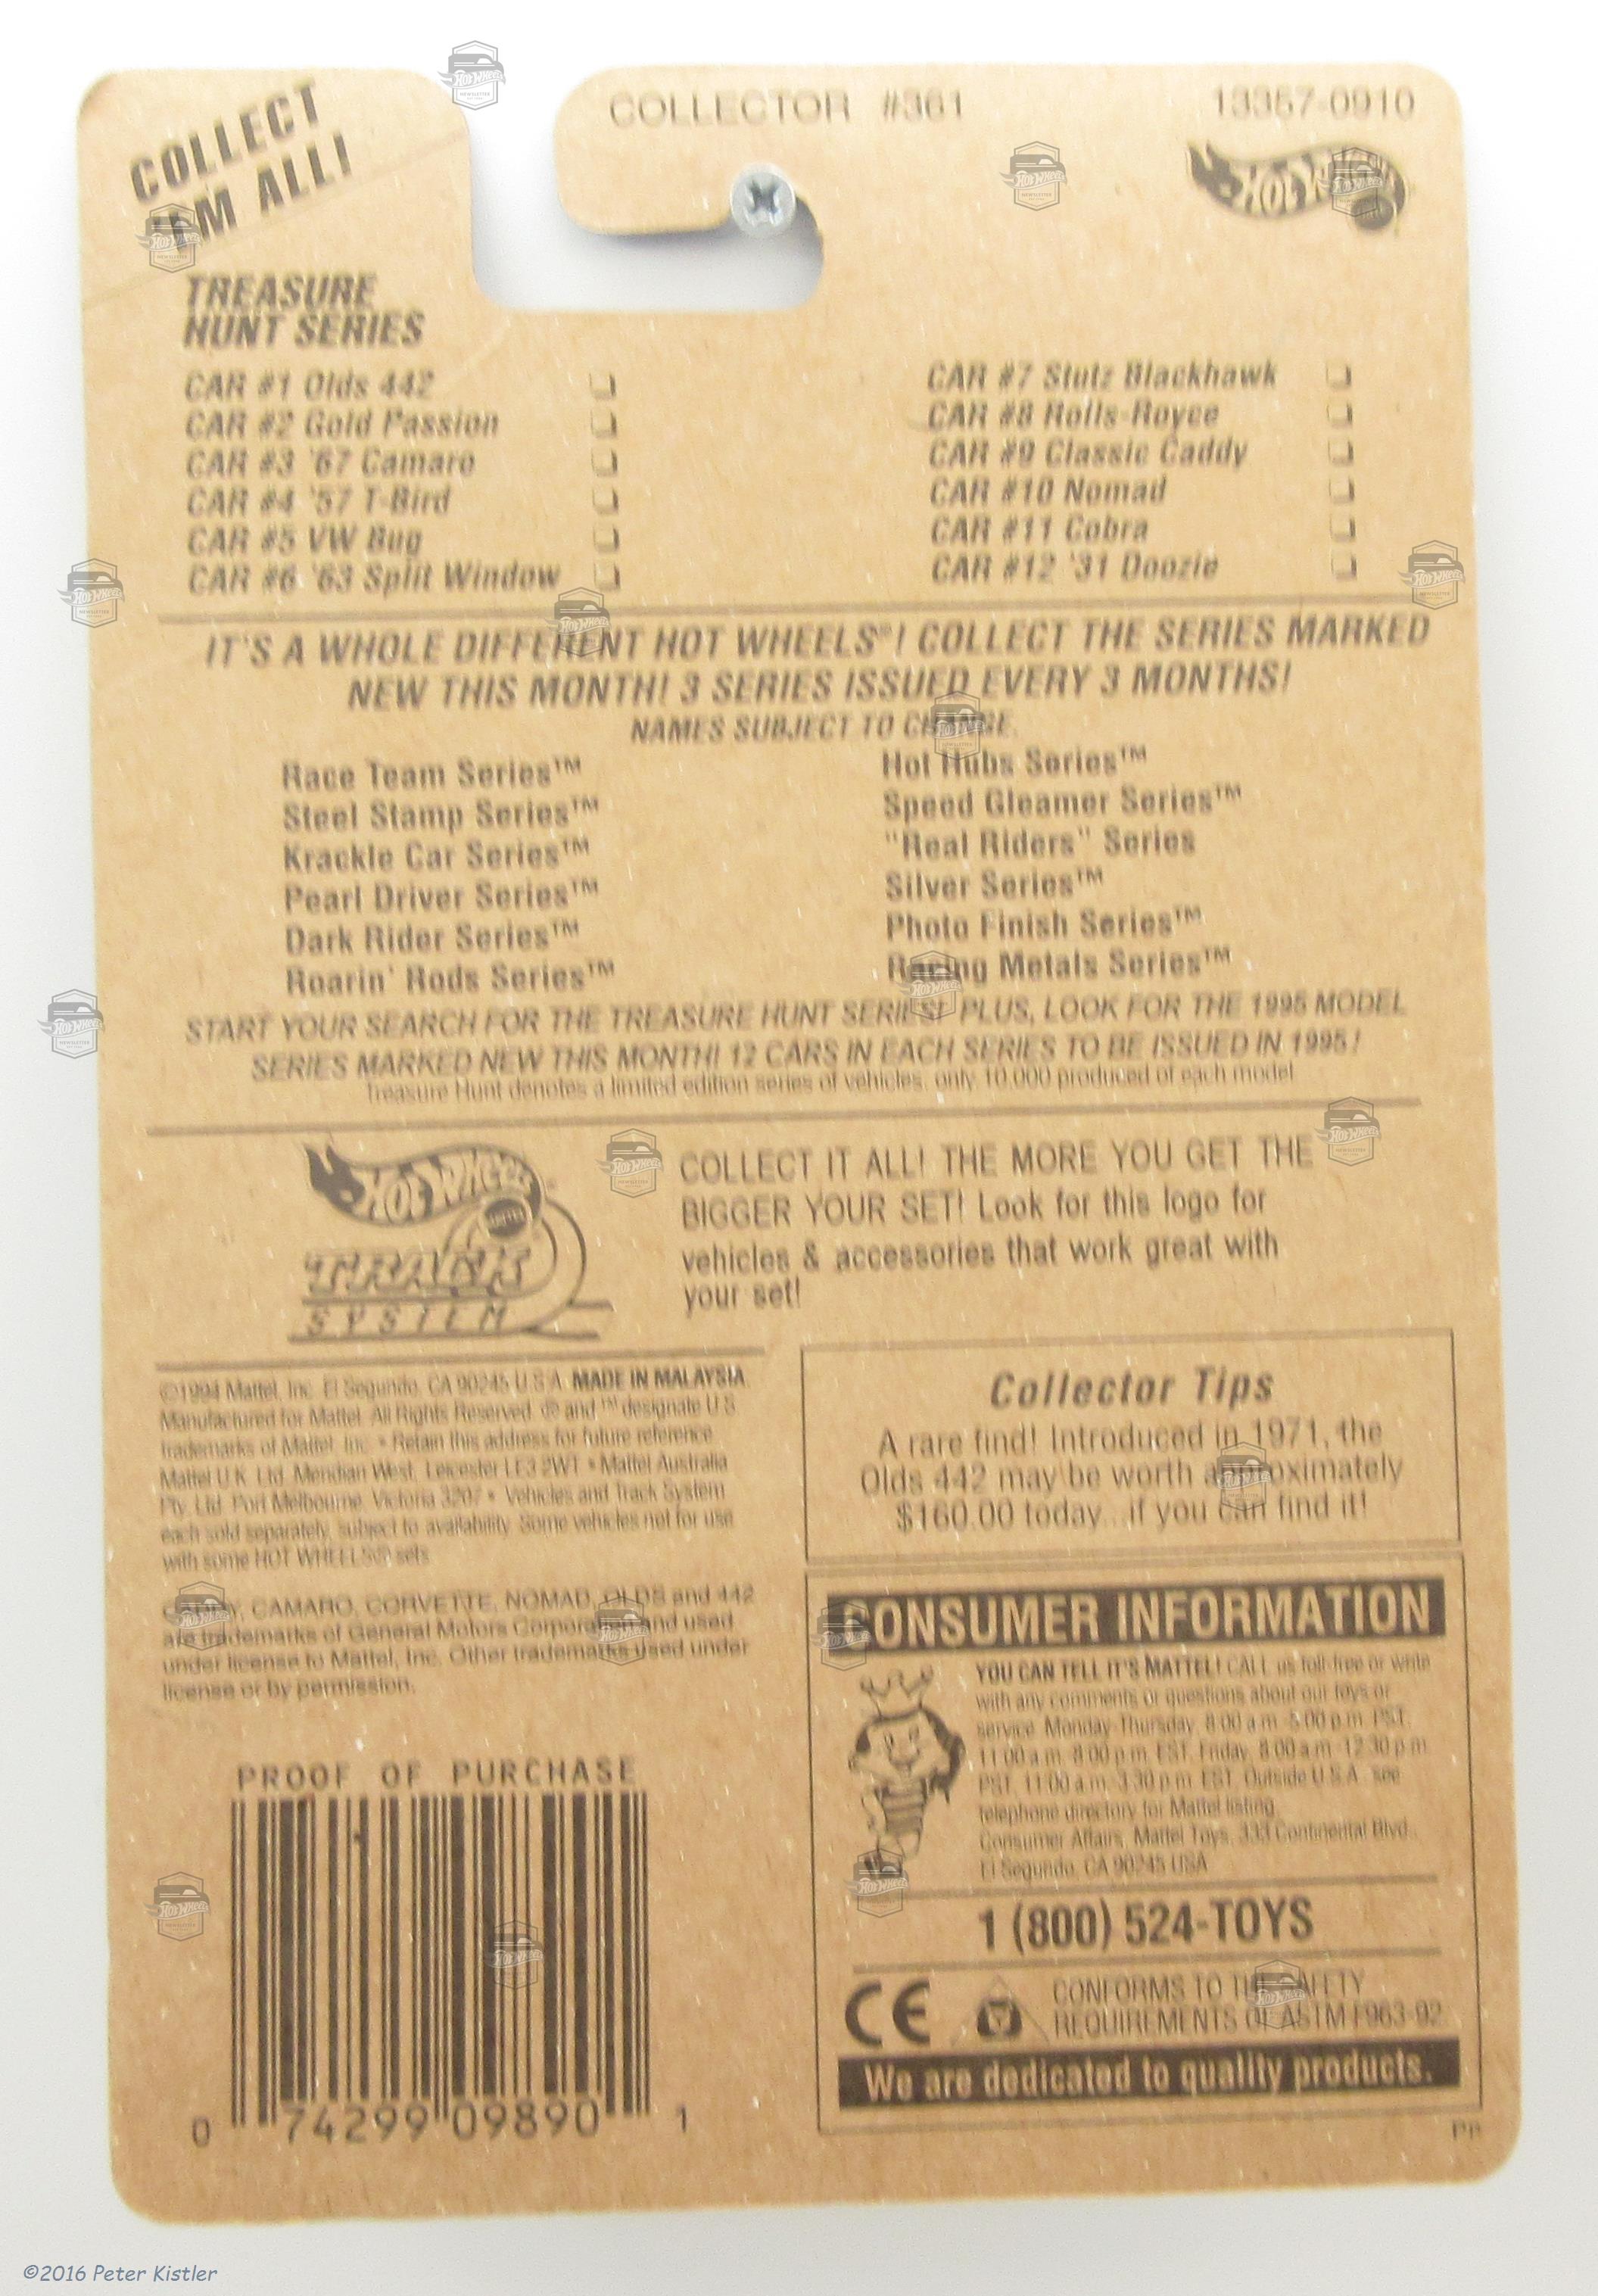 COLLECT
'EM ALL!
COLLECTOR #361
13357-0910
HOT WHEELS
TREASURE
HUNT SERIES
CAR #1 Olds 442
CAR #2 Gold Passion
CAR #3 '67 Camaro
CAR #4 '57 T-Bird
CAR #5 VW Bug
CAR #6 '63 Split Window
CAR #7 Stutz Blackhawk
CAR #8 Rolls-Royce
CAR #9 Classic Caddy
CAR #10 Nomad
CAR #11 Cobra
CAR #12 '31 Doozie
IT'S A WHOLE DIFFERENT HOT WHEELS®! COLLECT THE SERIES MARKED
NEW THIS MONTH! 3 SERIES ISSUED EVERY 3 MONTHS!
NAMES SUBJECT TO CHANGE.
Race Team Series™
Steel Stamp Series™
Krackle Car Series™
Pearl Driver Series™
Dark Rider Series™
Roarin' Rods Series™
Hot Hubs Series™
Speed Gleamer Series™
"Real Riders" Series
Silver Series™
Photo Finish Series™
Racing Metals Series™
START YOUR SEARCH FOR THE TREASURE HUNT SERIES! PLUS, LOOK FOR THE 1995 MODEL
SERIES MARKED NEW THIS MONTH! 12 CARS IN EACH SERIES TO BE ISSUED IN 1995!
Treasure Hunt denotes a limited edition series of vehicles; only 10,000 produced of each model
HOT WHEELS
TRACK
SYSTEM
COLLECT IT ALL! THE MORE YOU GET THE
BIGGER YOUR SET! Look for this logo for
vehicles & accessories that work great with
your set!
©1994 Mattel, Inc. El Segundo, CA 90245 U.S.A. MADE IN MALAYSIA.
Manufactured for Mattel. All Rights Reserved. ® and ™ designate U.S.
trademarks of Mattel, Inc. • Retain this address for future reference:
Mattel U.K. Ltd. Meridian West, Leicester LE3 2WT • Mattel Australia
Pty. Ltd. Port Melbourne, Victoria 3207 • Vehicles and Track System
each sold separately, subject to availability. Some vehicles not for use
with some HOT WHEELS® sets.
CADDY, CAMARO, CORVETTE, NOMAD, OLDS and 442
are trademarks of General Motors Corporation and used
under license to Mattel, Inc. Other trademarks used under
license or by permission.
PROOF OF PURCHASE
0 74299 09890 1
Collector Tips
A rare find! Introduced in 1971, the
Olds 442 may be worth approximately
$160.00 today...if you can find it!
CONSUMER INFORMATION
YOU CAN TELL IT'S MATTEL! CALL us toll-free or write
with any comments or questions about our toys or
service. Monday-Thursday, 8:00 a.m.-5:00 p.m. PST,
11:00 a.m.-8:00 p.m. EST, Friday, 8:00 a.m.-12:30 p.m.
PST, 11:00 a.m.-3:30 p.m. EST. Outside U.S.A., see
telephone directory for Mattel listing.
Consumer Affairs, Mattel Toys, 333 Continental Blvd.,
El Segundo, CA 90245 USA
1 (800) 524-TOYS
CE
CONFORMS TO THE SAFETY
REQUIREMENTS OF ASTM F963-92.
We are dedicated to quality products.
©2016 Peter Kistler